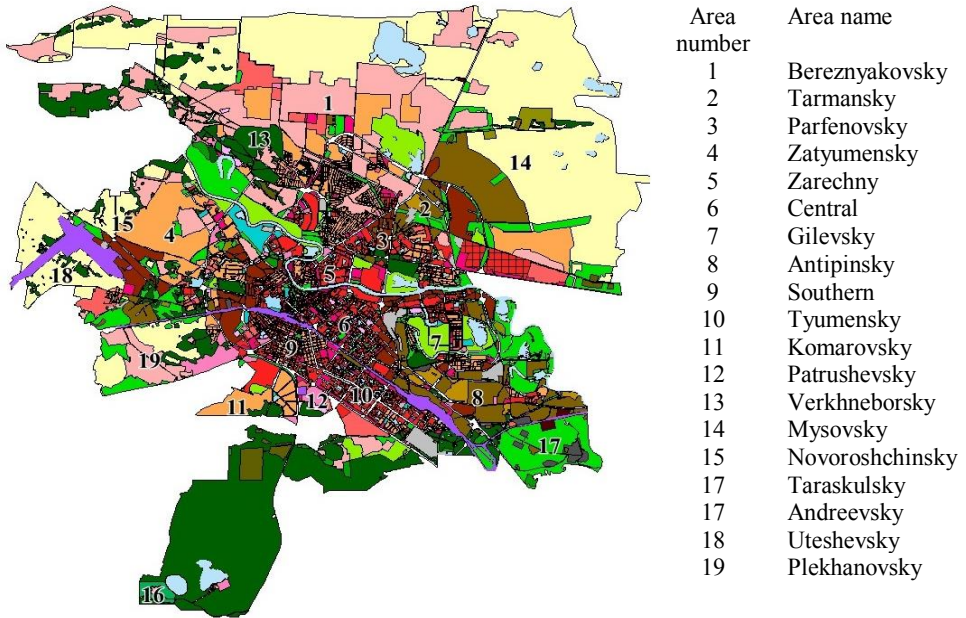 Area number Area name
1 Bereznyakovsky
2 Tarmansky
3 Parfenovsky
4 Zatyumensky
5 Zarechny
6 Central
7 Gilevsky
8 Antipinsky
9 Southern
10 Tyumensky
11 Komarovsky
12 Patrushevsky
13 Verkhneborsky
14 Mysovsky
15 Novoroshchinsky
17 Taraskulsky
17 Andreevsky
18 Uteshevsky
19 Plekhanovsky
1
13
14
2
15
4
3
18
5
6
7
9
19
8
10
12
11
17
16